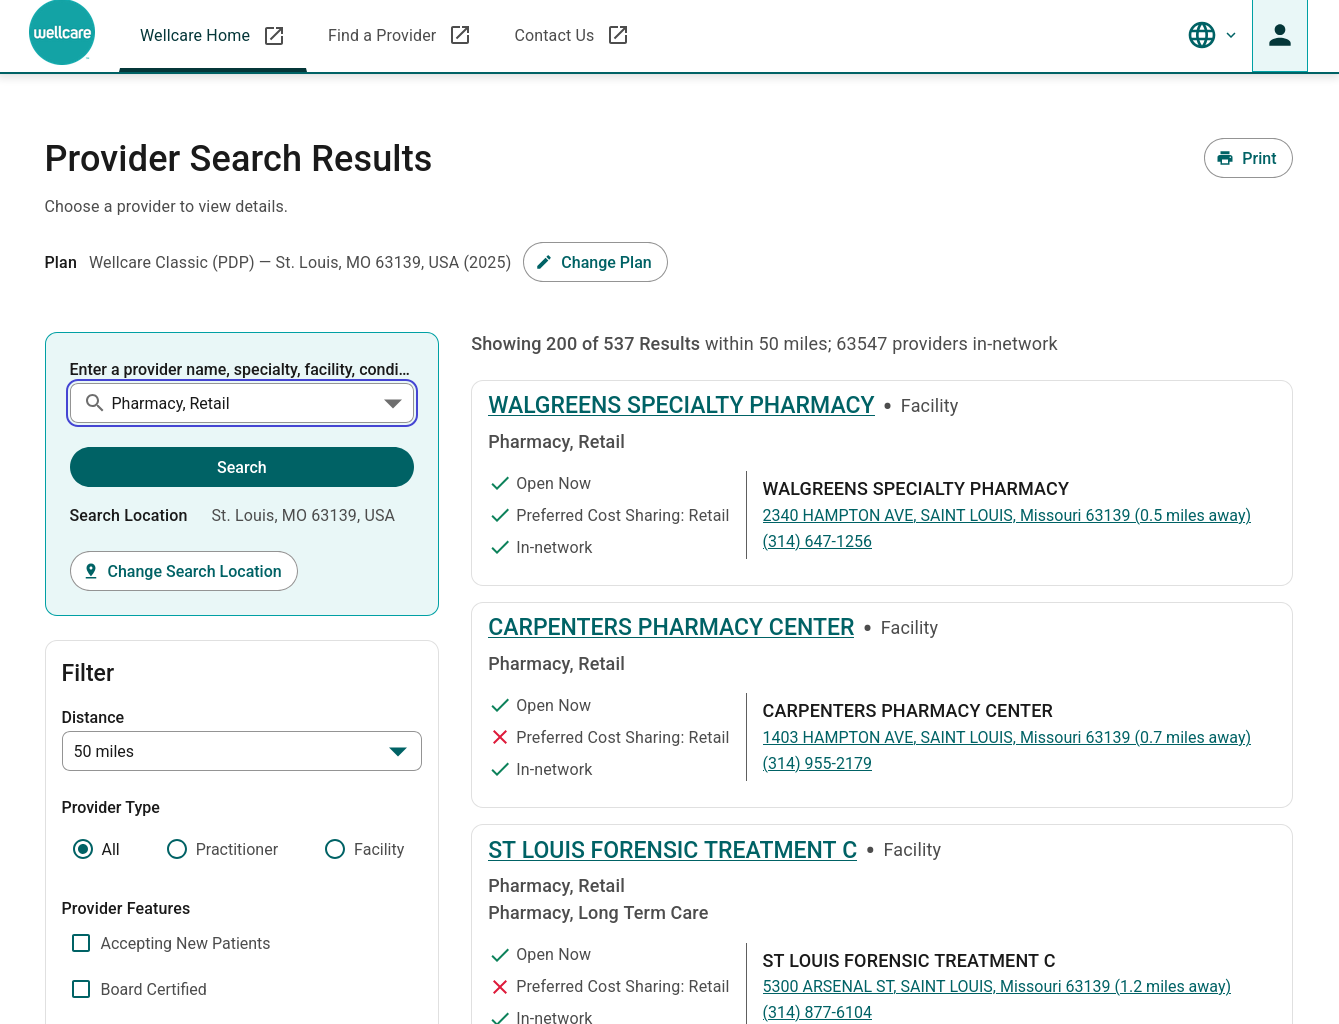 wellcare
Wellcare Home
Find a Provider
Contact Us
Provider Search Results
Print
Choose a provider to view details.
Plan Wellcare Classic (PDP) — St. Louis, MO 63139, USA (2025)
Change Plan
Enter a provider name, specialty, facility, condi...
Pharmacy, Retail
Search
Search Location St. Louis, MO 63139, USA
Change Search Location
Filter
Distance
50 miles
Provider Type
All
Practitioner
Facility
Provider Features
Accepting New Patients
Board Certified
Showing 200 of 537 Results within 50 miles; 63547 providers in-network
WALGREENS SPECIALTY PHARMACY • Facility
Pharmacy, Retail
Open Now
Preferred Cost Sharing: Retail
In-network
WALGREENS SPECIALTY PHARMACY
2340 HAMPTON AVE, SAINT LOUIS, Missouri 63139 (0.5 miles away)
(314) 647-1256
CARPENTERS PHARMACY CENTER • Facility
Pharmacy, Retail
Open Now
Preferred Cost Sharing: Retail
In-network
CARPENTERS PHARMACY CENTER
1403 HAMPTON AVE, SAINT LOUIS, Missouri 63139 (0.7 miles away)
(314) 955-2179
ST LOUIS FORENSIC TREATMENT C • Facility
Pharmacy, Retail
Pharmacy, Long Term Care
Open Now
Preferred Cost Sharing: Retail
In-network
ST LOUIS FORENSIC TREATMENT C
5300 ARSENAL ST, SAINT LOUIS, Missouri 63139 (1.2 miles away)
(314) 877-6104